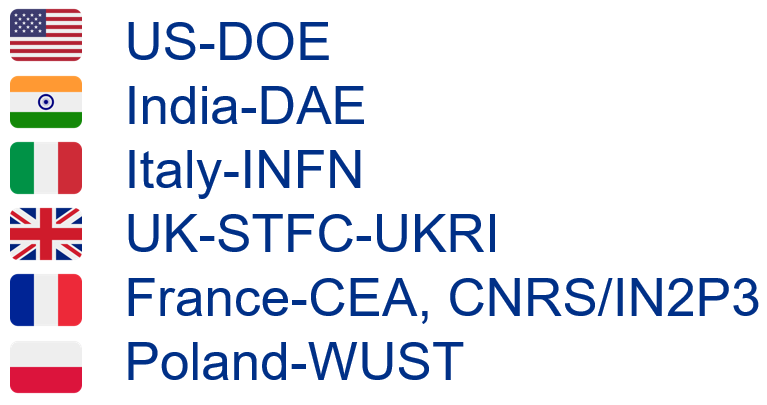 US-DOE
India-DAE
Italy-INFN
UK-STFC-UKRI
France-CEA, CNRS/IN2P3
Poland-WUST